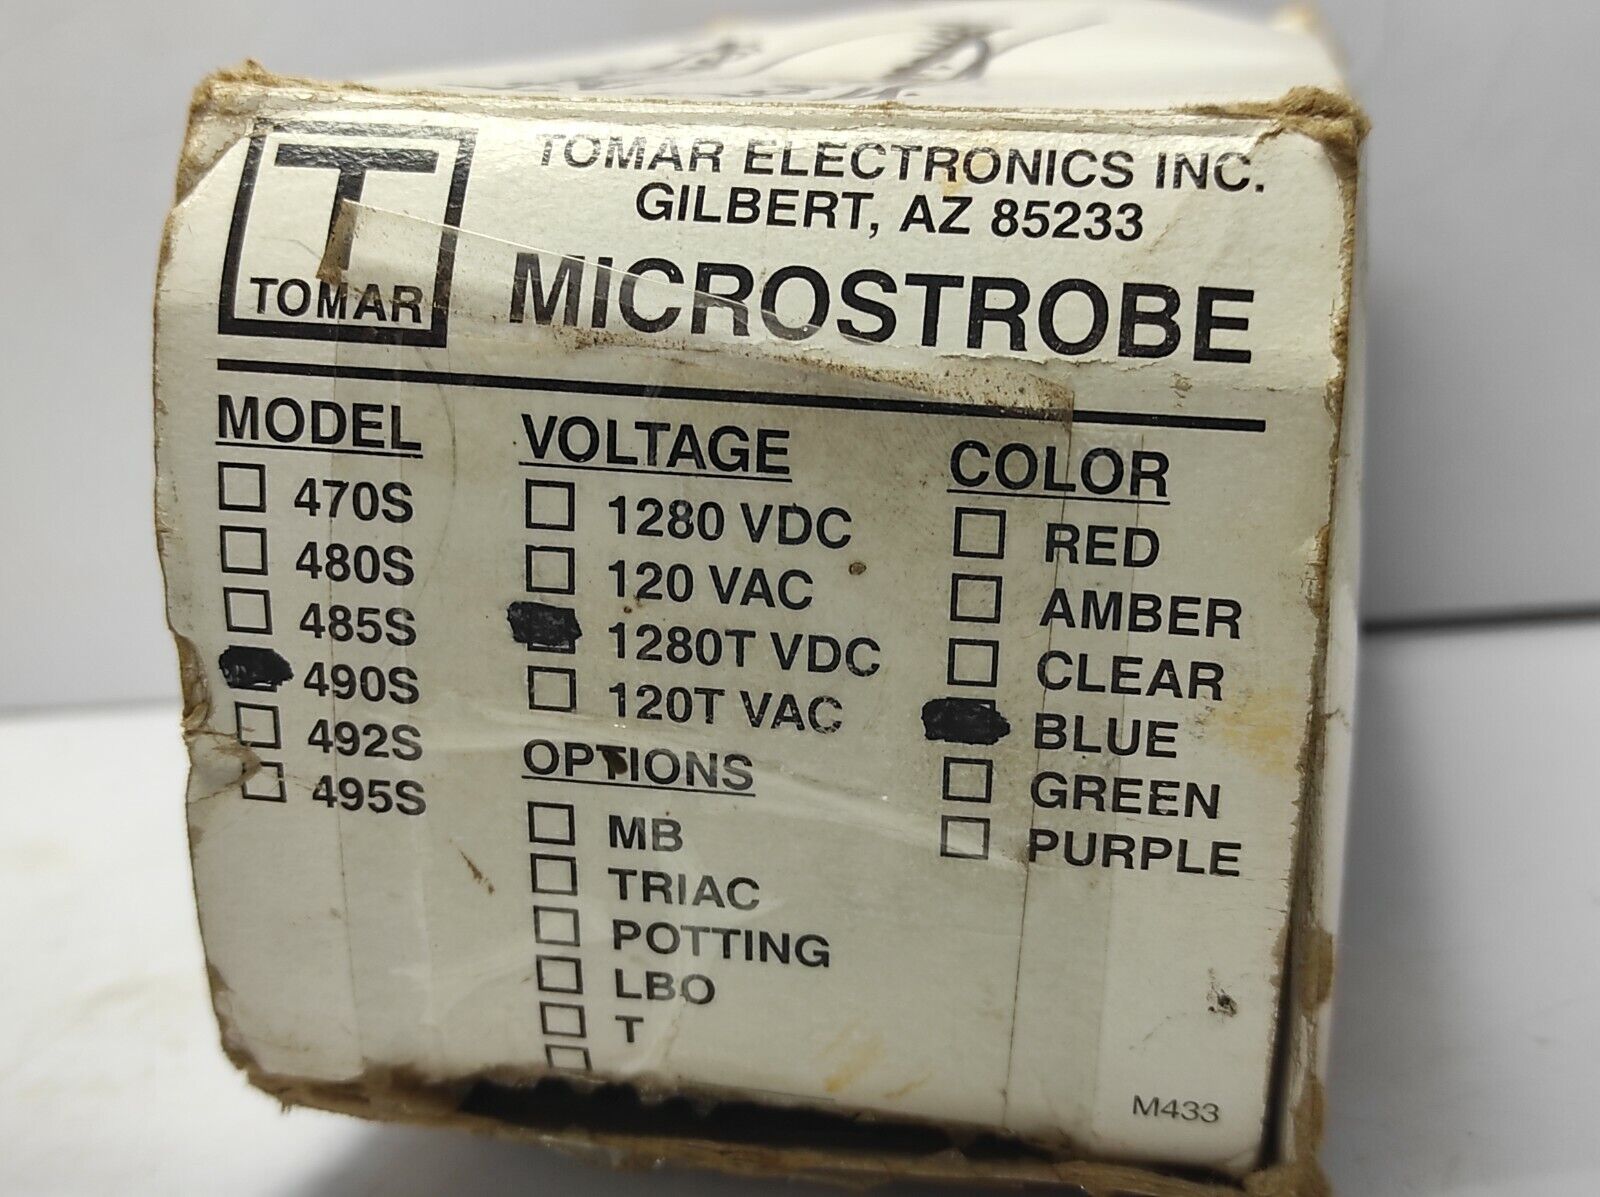 TOMAR
TOMAR ELECTRONICS INC.
GILBERT, AZ 85233
MICROSTROBE
MODEL
470S
480S
485S
490S
492S
495S
VOLTAGE
1280 VDC
120 VAC
1280T VDC
120T VAC
OPTIONS
MB
TRIAC
POTTING
LBO
T
COLOR
RED
AMBER
CLEAR
BLUE
GREEN
PURPLE
M433